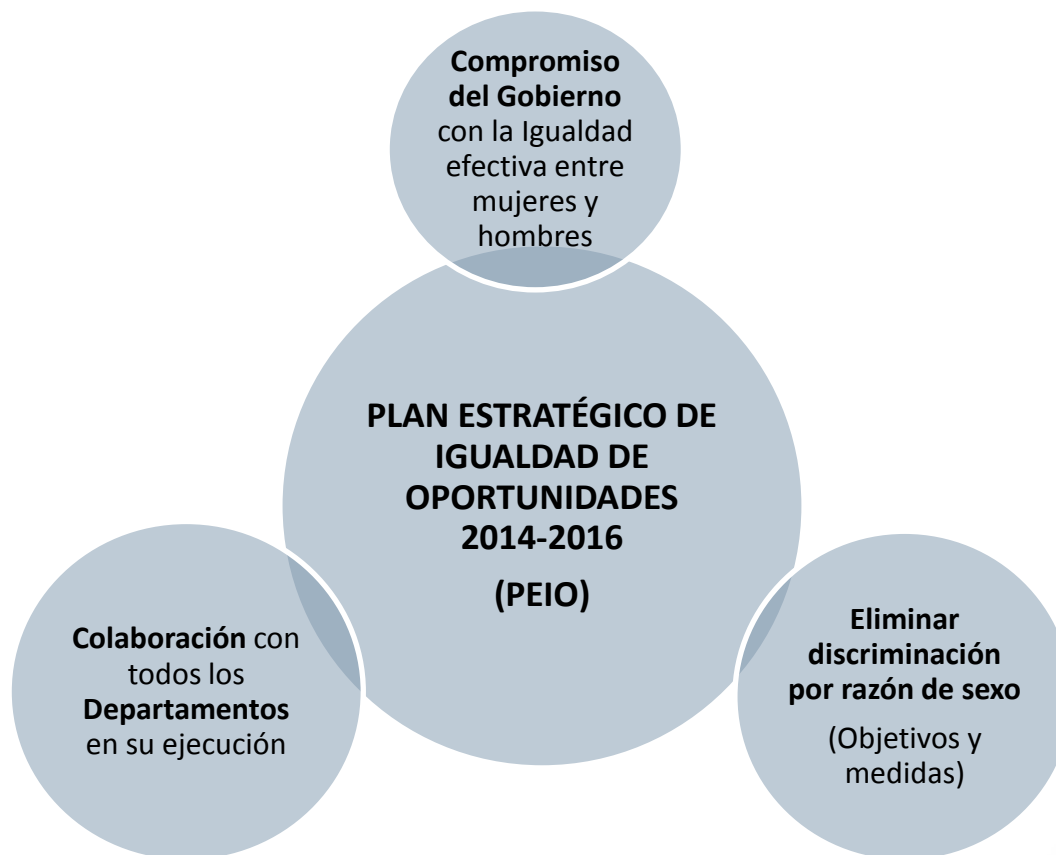 Compromiso
del Gobierno
con la Igualdad
efectiva entre
mujeres y
hombres
PLAN ESTRATÉGICO DE
IGUALDAD DE
OPORTUNIDADES
2014-2016
(PEIO)
Colaboración con
todos los
Departamentos
en su ejecución
Eliminar
discriminación
por razón de sexo
(Objetivos y
medidas)